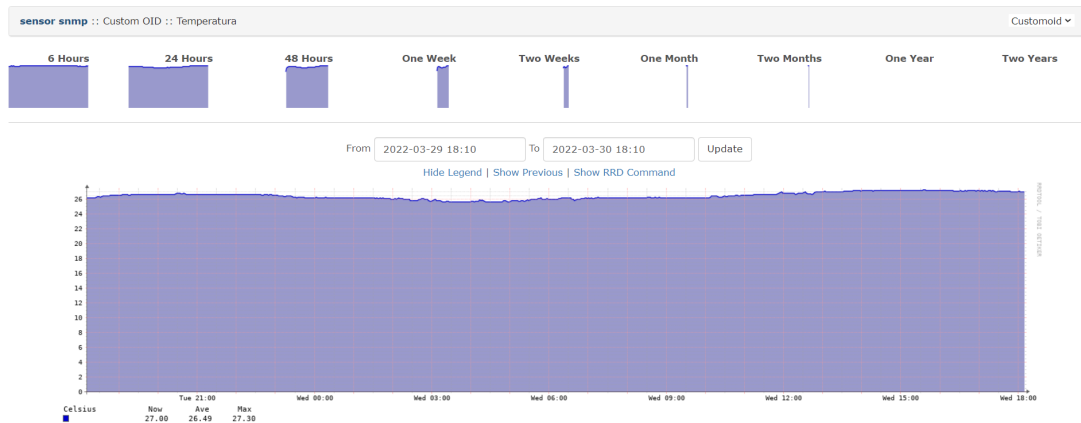 sensor snmp :: Custom OID :: Temperatura
Customoid
6 Hours 24 Hours 48 Hours One Week Two Weeks One Month Two Months One Year Two Years
From 2022-03-29 18:10 To 2022-03-30 18:10 Update
Hide Legend | Show Previous | Show RRD Command
26
24
22
20
18
16
14
12
10
8
6
4
2
0
RRDTOOL / TOBI OETIKER
Tue 21:00 Wed 00:00 Wed 03:00 Wed 06:00 Wed 09:00 Wed 12:00 Wed 15:00 Wed 18:00
Celsius Now Ave Max
27.00 26.49 27.30